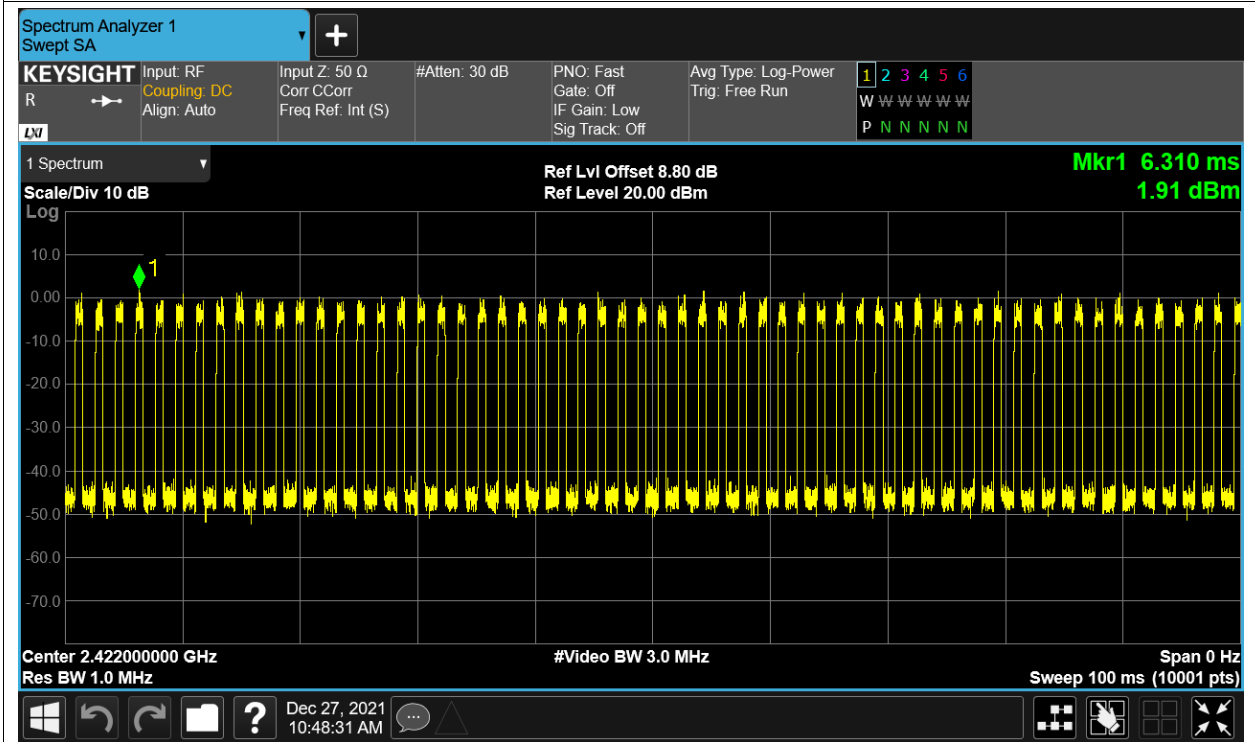 Spectrum Analyzer 1
Swept SA
+
KEYSIGHT
R
LXI
Input: RF
Coupling: DC
Align: Auto
Input Z: 50 Ω
Corr CCorr
Freq Ref: Int (S)
#Atten: 30 dB
PNO: Fast
Gate: Off
IF Gain: Low
Sig Track: Off
Avg Type: Log-Power
Trig: Free Run
1 2 3 4 5 6
W W W W W W
P N N N N N
1 Spectrum
Scale/Div 10 dB
Log
Ref Lvl Offset 8.80 dB
Ref Level 20.00 dBm
Mkr1 6.310 ms
1.91 dBm
10.0
1
0.00
-10.0
-20.0
-30.0
-40.0
-50.0
-60.0
-70.0
Center 2.422000000 GHz
Res BW 1.0 MHz
#Video BW 3.0 MHz
Span 0 Hz
Sweep 100 ms (10001 pts)
?
Dec 27, 2021
10:48:31 AM